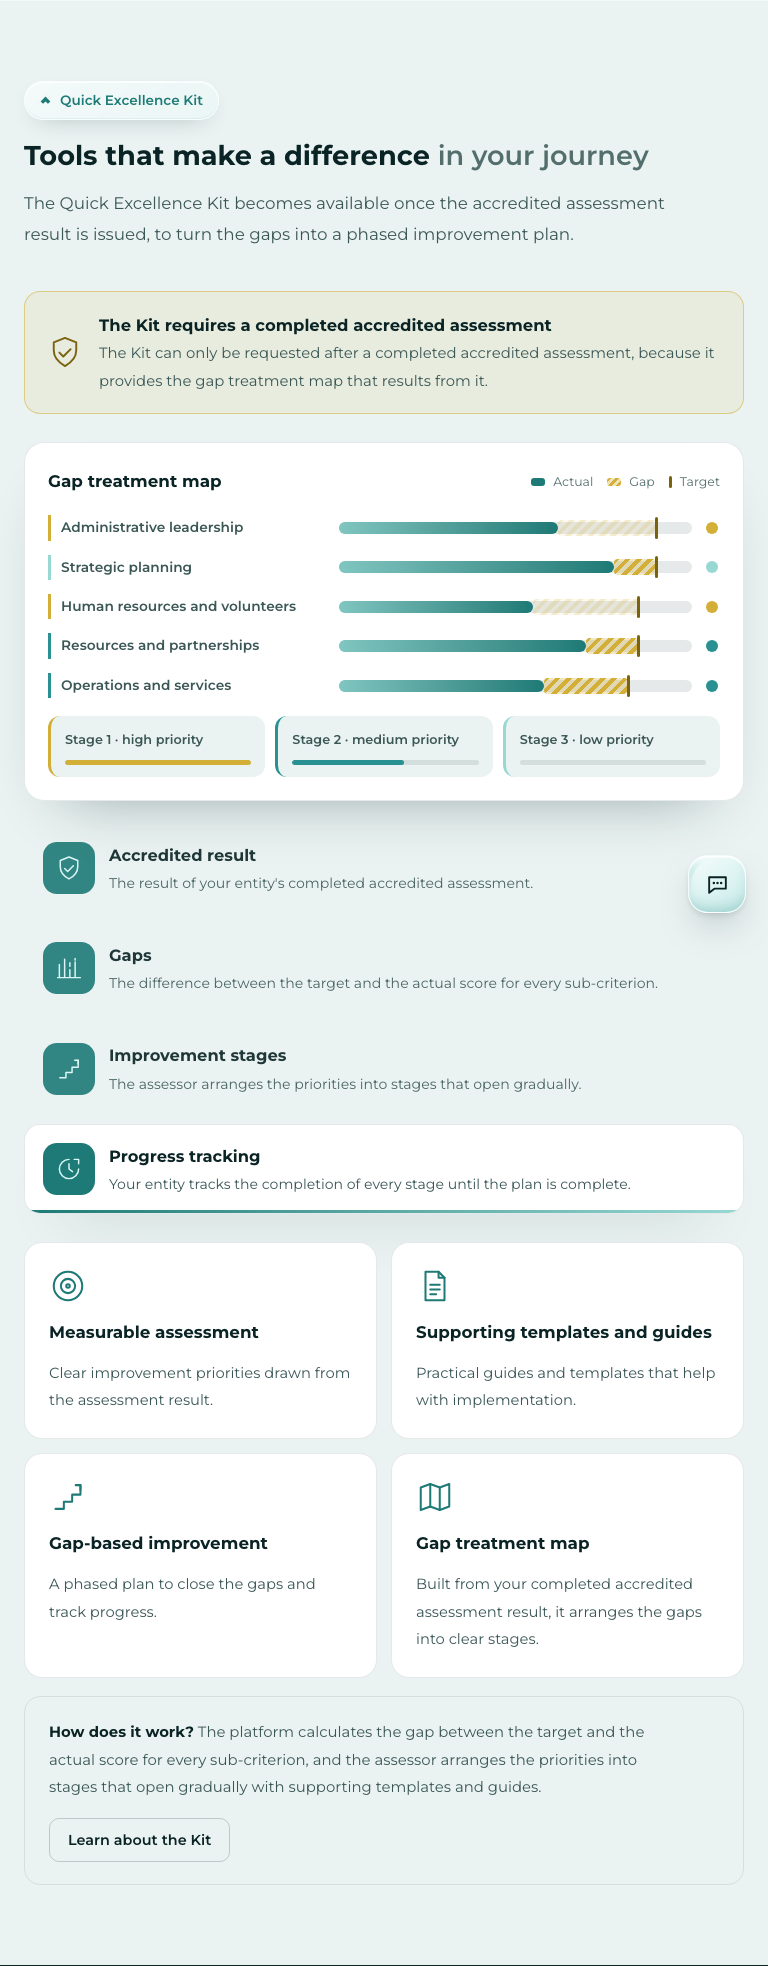 Quick Excellence Kit
Tools that make a difference in your journey
The Quick Excellence Kit becomes available once the accredited assessment
result is issued, to turn the gaps into a phased improvement plan.
The Kit requires a completed accredited assessment
The Kit can only be requested after a completed accredited assessment, because it
provides the gap treatment map that results from it.
Gap treatment map
Actual Gap Target
Administrative leadership
Strategic planning
Human resources and volunteers
Resources and partnerships
Operations and services
Stage 1 · high priority
Stage 2 · medium priority
Stage 3 · low priority
Accredited result
The result of your entity's completed accredited assessment.
Gaps
The difference between the target and the actual score for every sub-criterion.
Improvement stages
The assessor arranges the priorities into stages that open gradually.
Progress tracking
Your entity tracks the completion of every stage until the plan is complete.
Measurable assessment
Clear improvement priorities drawn from
the assessment result.
Supporting templates and guides
Practical guides and templates that help
with implementation.
Gap-based improvement
A phased plan to close the gaps and
track progress.
Gap treatment map
Built from your completed accredited
assessment result, it arranges the gaps
into clear stages.
How does it work? The platform calculates the gap between the target and the
actual score for every sub-criterion, and the assessor arranges the priorities into
stages that open gradually with supporting templates and guides.
Learn about the Kit